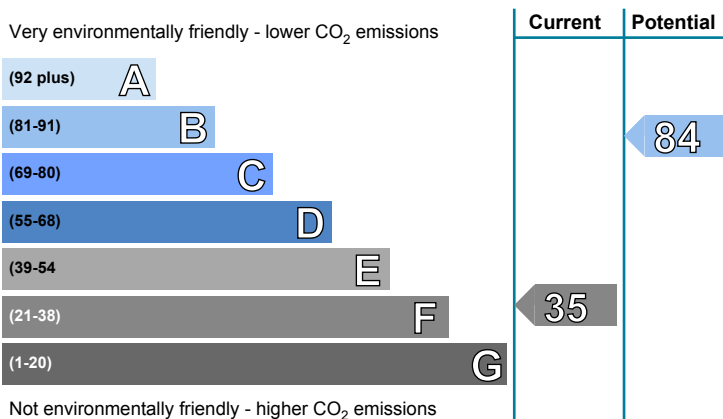 Current Potential
Very environmentally friendly - lower CO2 emissions
(92 plus) A
(81-91) B
84
(69-80) C
(55-68) D
(39-54 E
(21-38) F
35
(1-20) G
Not environmentally friendly - higher CO2 emissions